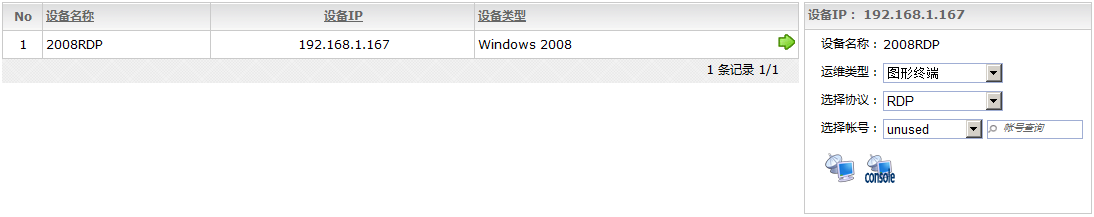 No 设备名称 设备IP 设备类型
1 2008RDP 192.168.1.167 Windows 2008
1 条记录 1/1
设备IP： 192.168.1.167
设备名称：2008RDP
运维类型：图形终端
选择协议：RDP
选择帐号：unused 帐号查询
console